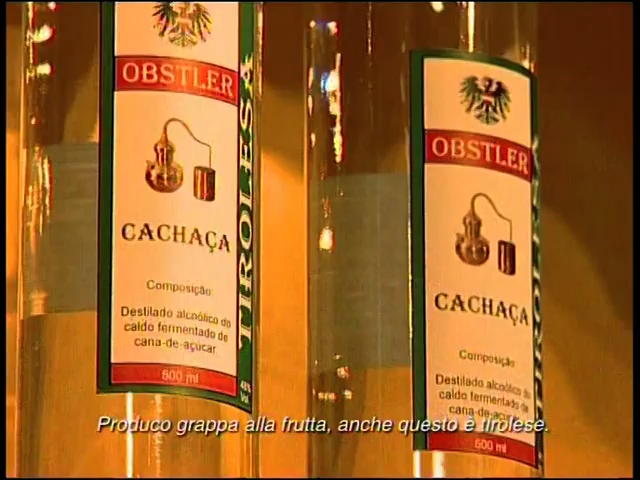 OBSTLER
CACHAÇA
Composição:
Destilado alcoólico do
caldo fermentado de
cana-de-açúcar
500 ml
TIROLESA
OBSTLER
CACHAÇA
Composição
Destilado alcoólico do
caldo fermentado de
cana-de-açúcar
500 ml
Produco grappa alla frutta, anche questo è tirolese.